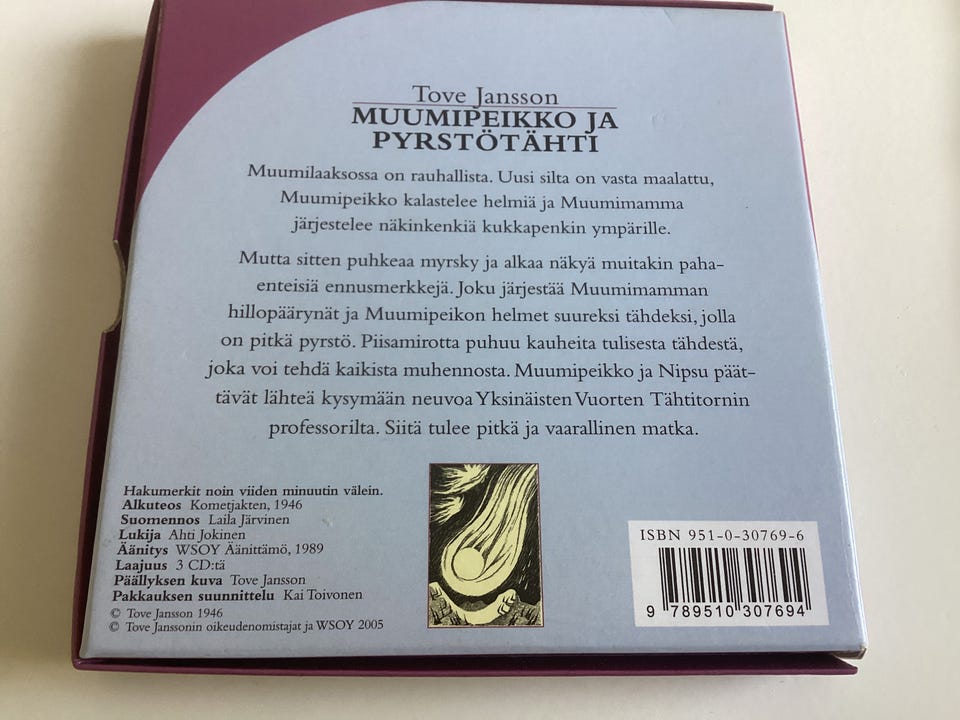 Tove Jansson
MUUMIPEIKKO JA
PYRSTÖTÄHTI
Muumilaaksossa on rauhallista. Uusi silta on vasta maalattu,
Muumipeikko kalastelee helmiä ja Muumimamma
järjestelee näkinkenkiä kukkapenkin ympärille.
Mutta sitten puhkeaa myrsky ja alkaa näkyä muitakin paha-
enteisiä ennusmerkkejä. Joku järjestää Muumimamman
hillopäärynät ja Muumipeikon helmet suureksi tähdeksi, jolla
on pitkä pyrstö. Piisamirotta puhuu kauheita tulisesta tähdestä,
joka voi tehdä kaikista muhennosta. Muumipeikko ja Nipsu päät-
tävät lähteä kysymään neuvoa Yksinäisten Vuorten Tähtitornin
professorilta. Siitä tulee pitkä ja vaarallinen matka.
Hakumerkit noin viiden minuutin välein.
Alkuteos Kometjakten, 1946
Suomennos Laila Järvinen
Lukija Ahti Jokinen
Äänitys WSOY Äänittämö, 1989
Laajuus 3 CD:tä
Päällyksen kuva Tove Jansson
Pakkauksen suunnittelu Kai Toivonen
© Tove Jansson 1946
© Tove Janssonin oikeudenomistajat ja WSOY 2005
ISBN 951-0-30769-6
9 789510 307694